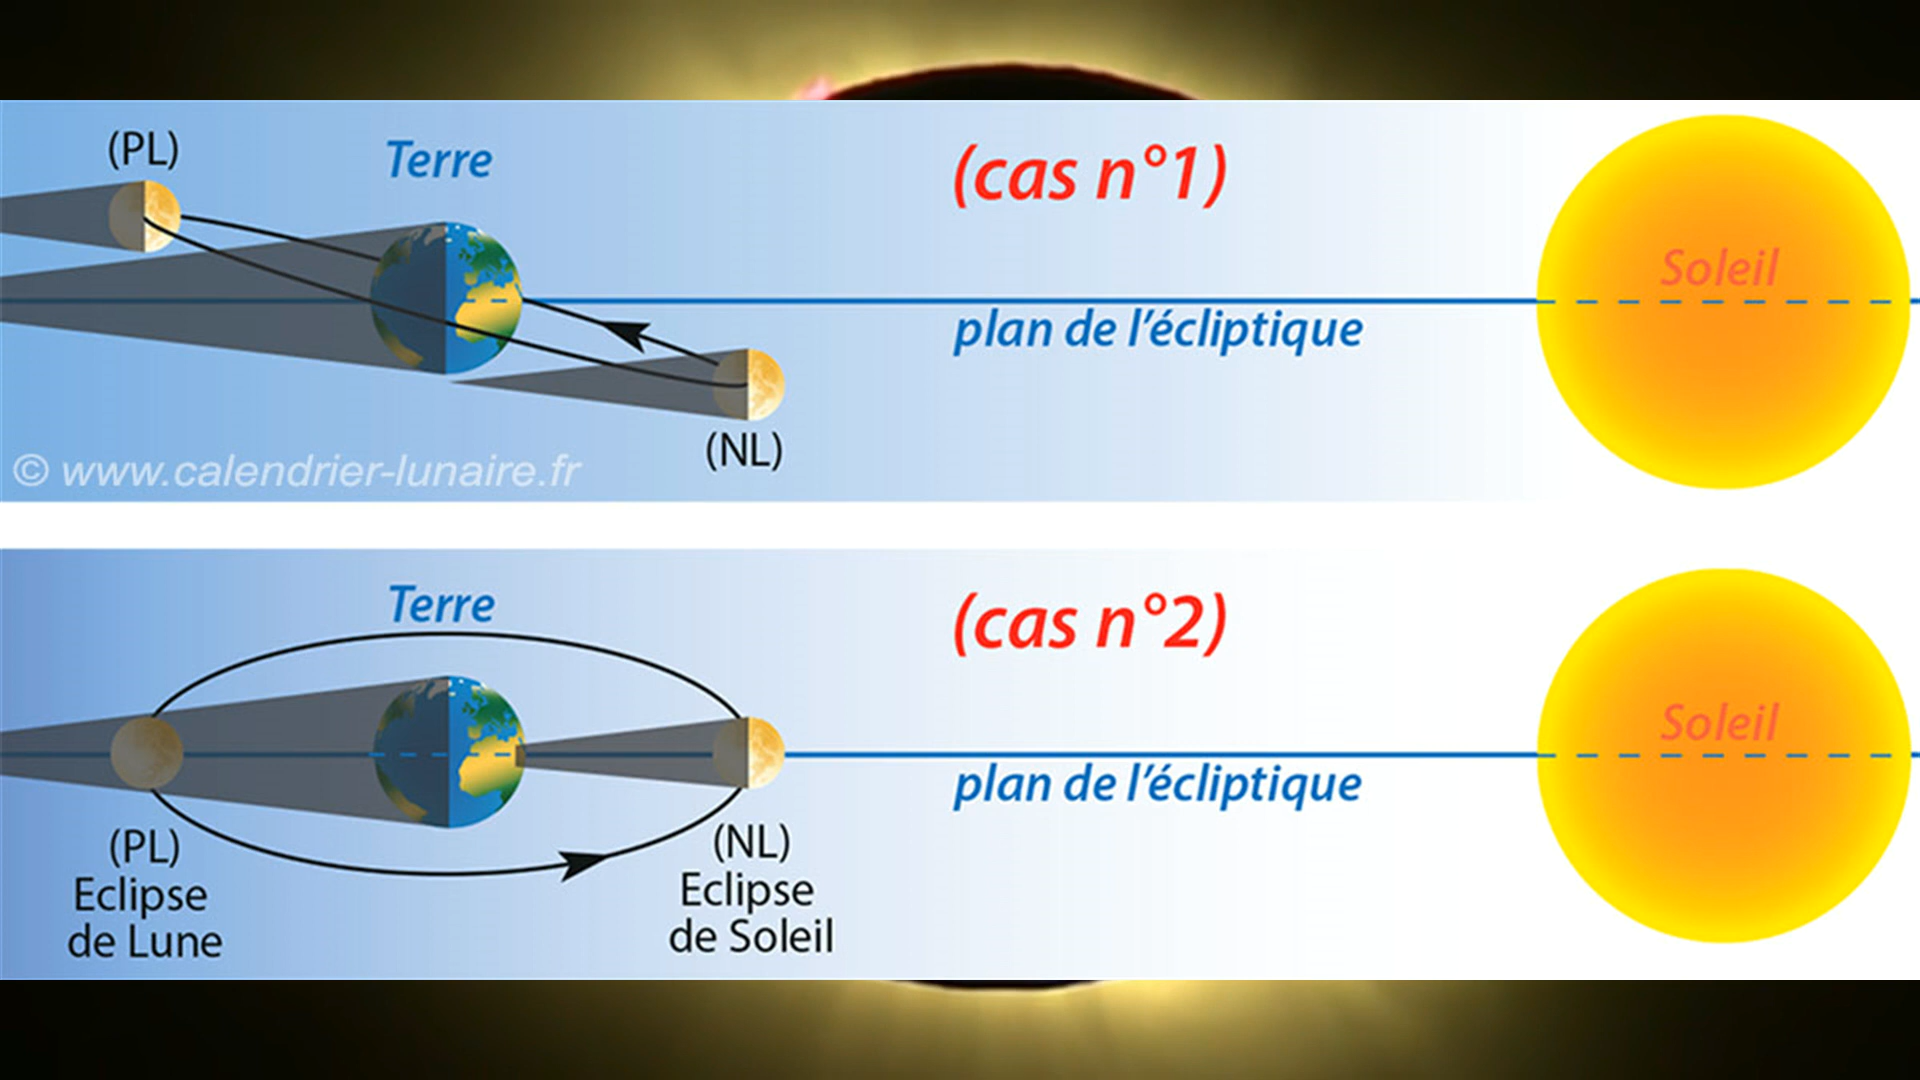 (PL)
Terre
(cas n°1)
Soleil
plan de l’écliptique
(NL)
© www.calendrier-lunaire.fr
Terre
(cas n°2)
Soleil
plan de l’écliptique
(PL)
Eclipse
de Lune
(NL)
Eclipse
de Soleil